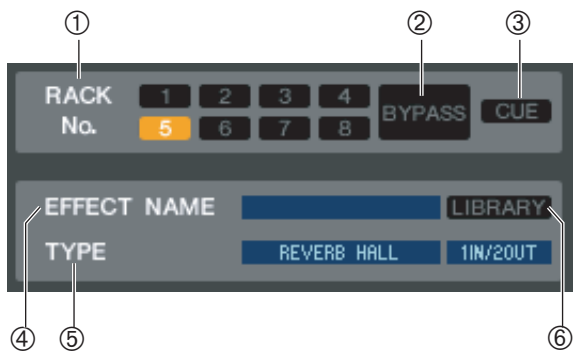 ① ② ③
RACK No. 1 2 3 4 BYPASS CUE
5 6 7 8
EFFECT NAME LIBRARY
TYPE REVERB HALL 1IN/2OUT
④ ⑤ ⑥